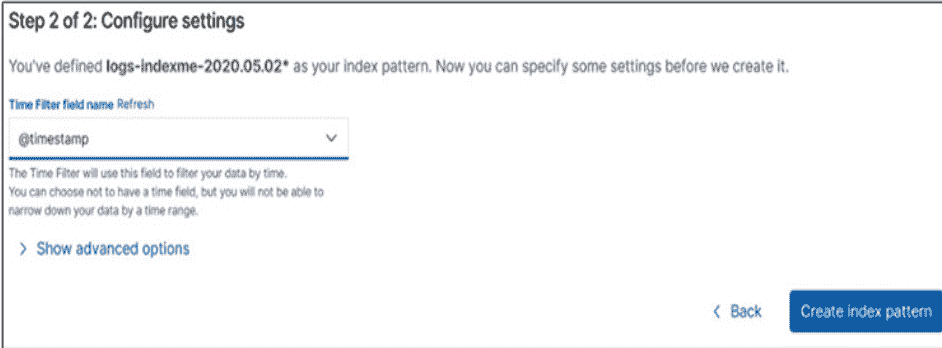 Step 2 of 2: Configure settings
You've defined logs-indexme-2020.05.02* as your index pattern. Now you can specify some settings before we create it.
Time Filter field name Refresh
@timestamp
The Time Filter will use this field to filter your data by time.
You can choose not to have a time field, but you will not be able to
narrow down your data by a time range.
Show advanced options
Back
Create index pattern